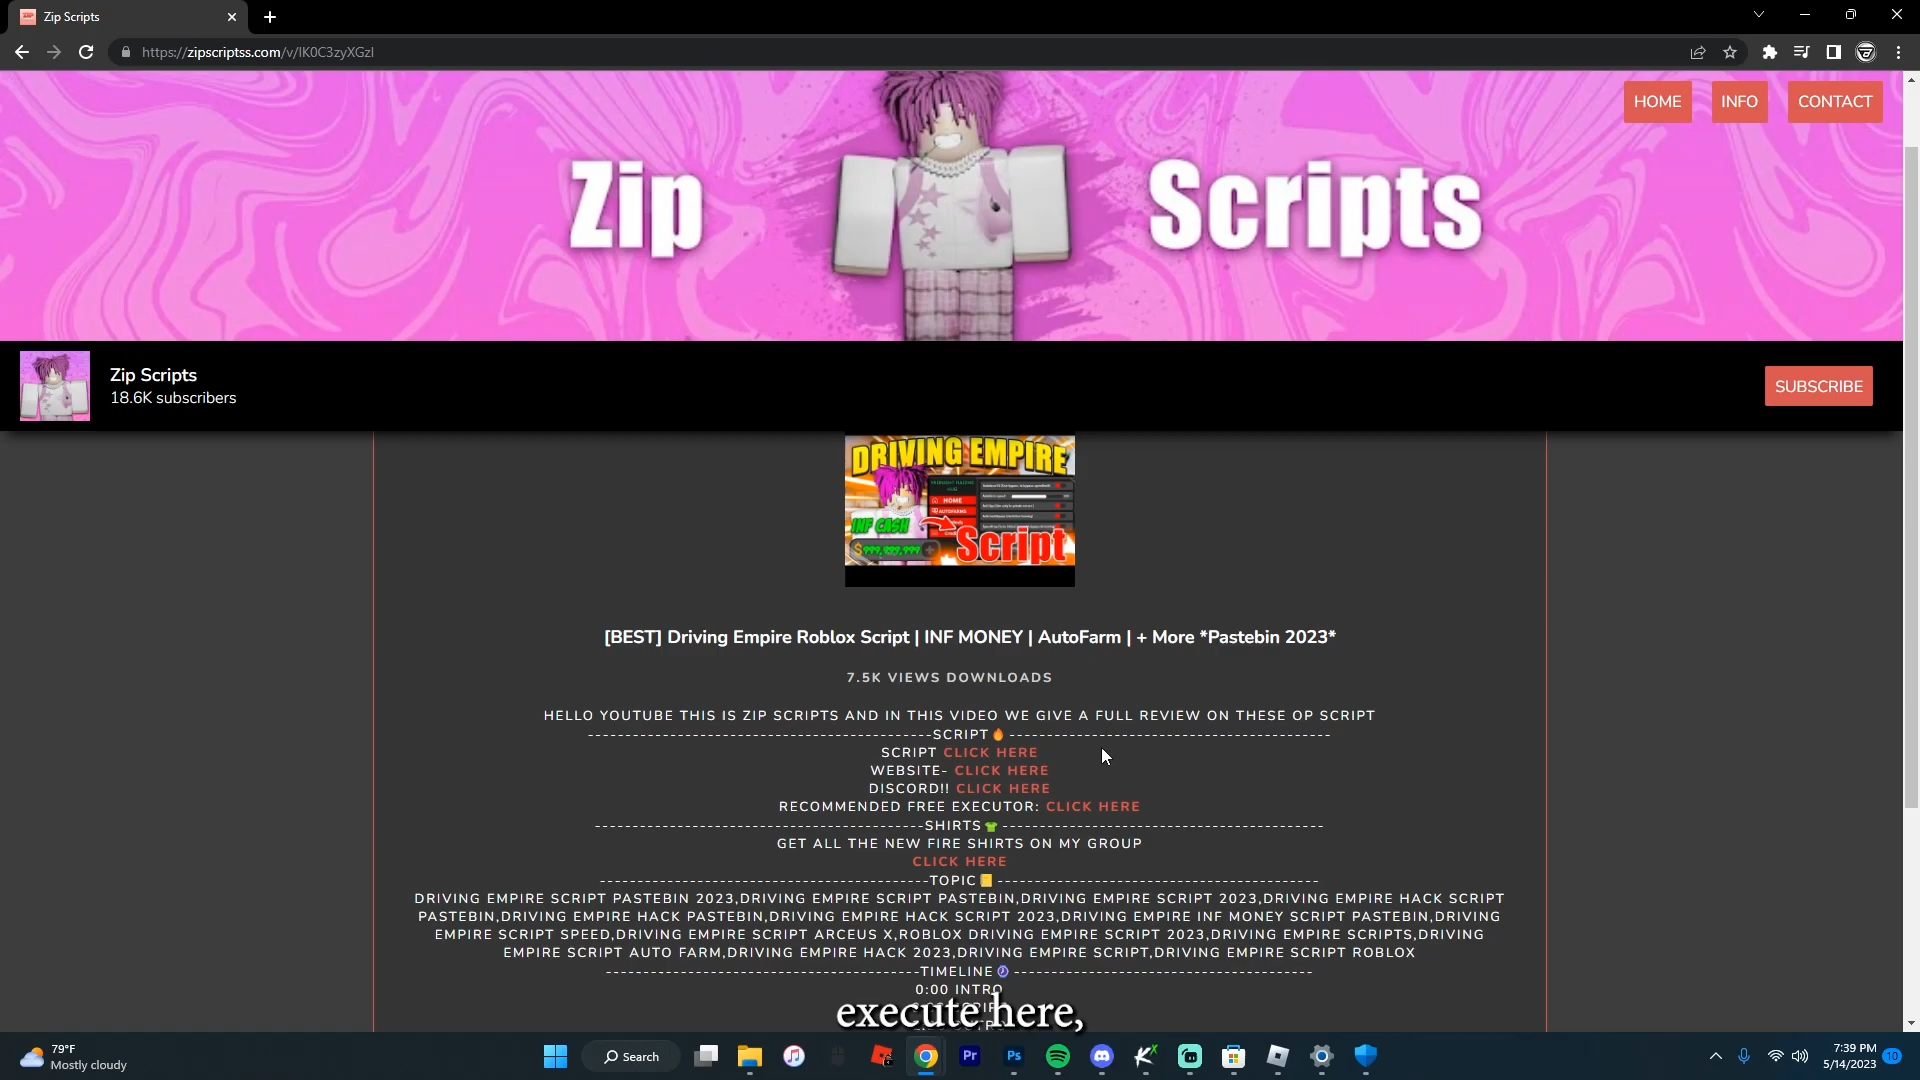 Zip Scripts
https://zipscriptss.com/v/lK0C3zyXGzI
HOME
INFO
CONTACT
Zip
Scripts
Zip Scripts
18.6K subscribers
SUBSCRIBE
DRIVING EMPIRE
HOME
AUTOFARMS
INF CASH
Script
[BEST] Driving Empire Roblox Script | INF MONEY | AutoFarm | + More *Pastebin 2023*
7.5K VIEWS DOWNLOADS
HELLO YOUTUBE THIS IS ZIP SCRIPTS AND IN THIS VIDEO WE GIVE A FULL REVIEW ON THESE OP SCRIPT
-------------------------------------------SCRIPT🔥-------------------------------------------
SCRIPT CLICK HERE
WEBSITE- CLICK HERE
DISCORD!! CLICK HERE
RECOMMENDED FREE EXECUTOR: CLICK HERE
-------------------------------------------SHIRTS👕-------------------------------------------
GET ALL THE NEW FIRE SHIRTS ON MY GROUP
CLICK HERE
-------------------------------------------TOPIC📒-------------------------------------------
DRIVING EMPIRE SCRIPT PASTEBIN 2023,DRIVING EMPIRE SCRIPT PASTEBIN,DRIVING EMPIRE SCRIPT 2023,DRIVING EMPIRE HACK SCRIPT
PASTEBIN,DRIVING EMPIRE HACK PASTEBIN,DRIVING EMPIRE HACK SCRIPT 2023,DRIVING EMPIRE INF MONEY SCRIPT PASTEBIN,DRIVING
EMPIRE SCRIPT SPEED,DRIVING EMPIRE SCRIPT ARCEUS X,ROBLOX DRIVING EMPIRE SCRIPT 2023,DRIVING EMPIRE SCRIPTS,DRIVING
EMPIRE SCRIPT AUTO FARM,DRIVING EMPIRE HACK 2023,DRIVING EMPIRE SCRIPT,DRIVING EMPIRE SCRIPT ROBLOX
------------------------------------------TIMELINE🕗----------------------------------------
0:00 INTRO
execute here,
79°F
Mostly cloudy
Search
Pr
Ps
7:39 PM
5/14/2023
10